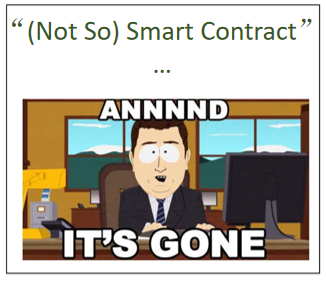 “(Not So) Smart Contract”
...
ANNNND
IT'S GONE